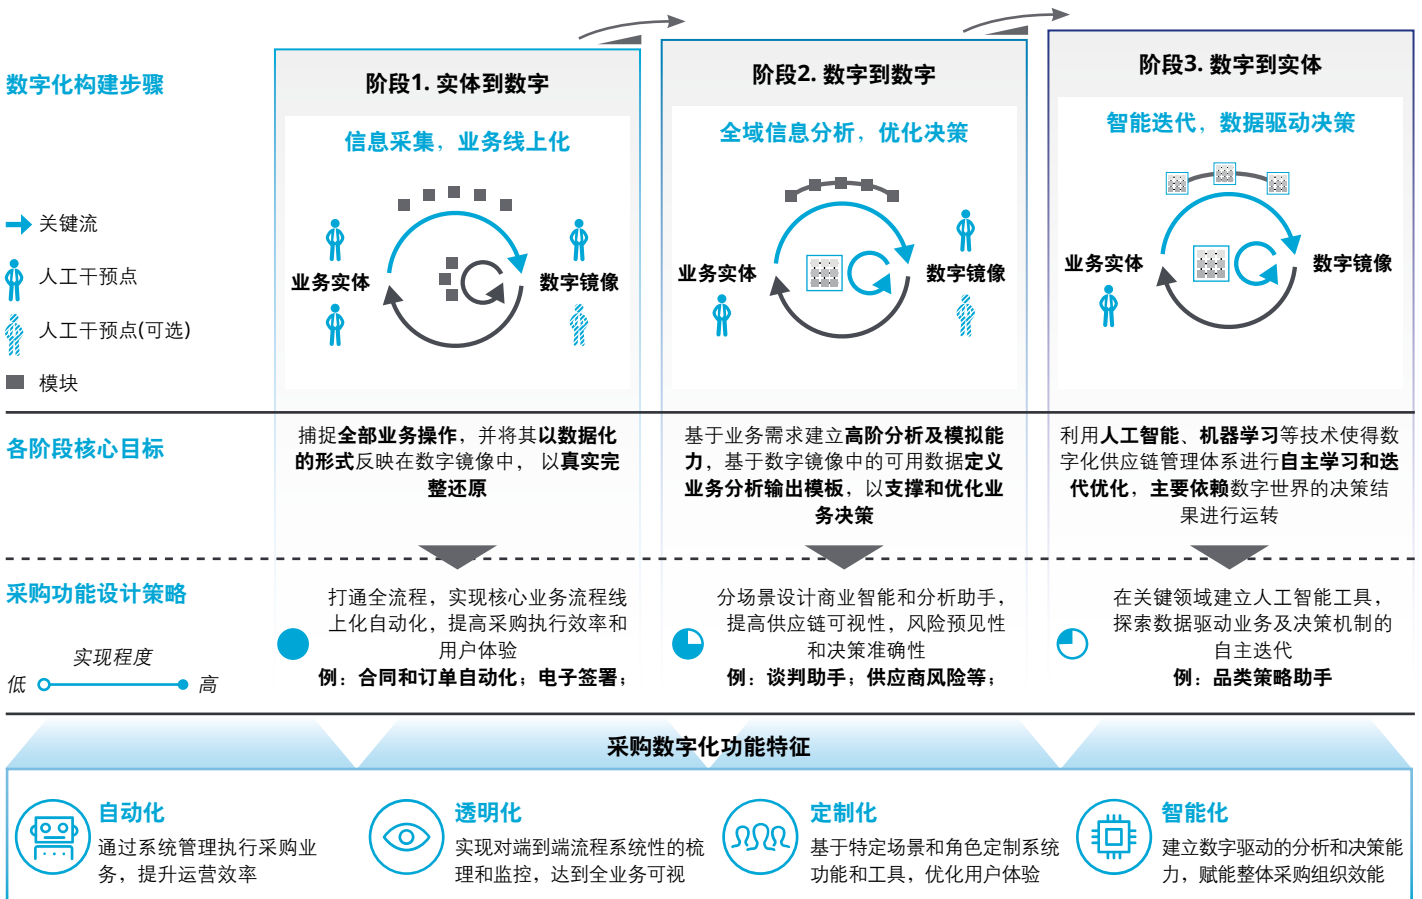 数字化构建步骤
阶段1. 实体到数字
阶段2. 数字到数字
阶段3. 数字到实体
信息采集，业务线上化
全域信息分析，优化决策
智能迭代，数据驱动决策
关键流
人工干预点
人工干预点(可选)
模块
业务实体
数字镜像
业务实体
数字镜像
业务实体
数字镜像
各阶段核心目标
捕捉全部业务操作，并将其以数据化
的形式反映在数字镜像中， 以真实完
整还原
基于业务需求建立高阶分析及模拟能
力，基于数字镜像中的可用数据定义
业务分析输出模板，以支撑和优化业
务决策
利用人工智能、机器学习等技术使得数
字化供应链管理体系进行自主学习和迭
代优化，主要依赖数字世界的决策结
果进行运转
采购功能设计策略
实现程度
低
高
打通全流程，实现核心业务流程线
上化自动化，提高采购执行效率和
用户体验
例：合同和订单自动化；电子签署；
分场景设计商业智能和分析助手，
提高供应链可视性，风险预见性
和决策准确性
例：谈判助手；供应商风险等；
在关键领域建立人工智能工具，
探索数据驱动业务及决策机制的
自主迭代
例：品类策略助手
采购数字化功能特征
自动化
通过系统管理执行采购业
务，提升运营效率
透明化
实现对端到端流程系统性的梳
理和监控，达到全业务可视
定制化
基于特定场景和角色定制系统
功能和工具，优化用户体验
智能化
建立数字驱动的分析和决策能
力，赋能整体采购组织效能